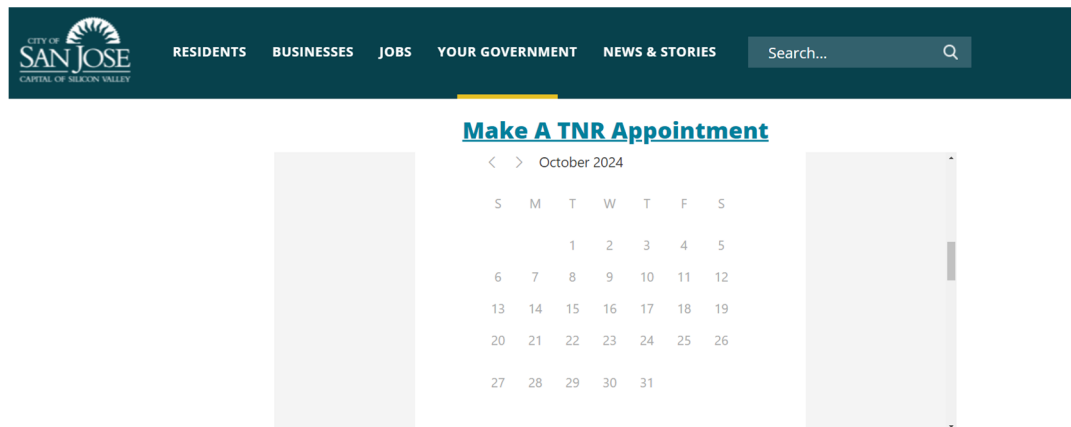 CITY OF
SAN JOSE
CAPITAL OF SILICON VALLEY
RESIDENTS BUSINESSES JOBS YOUR GOVERNMENT NEWS & STORIES Search...
Make A TNR Appointment
October 2024
S M T W T F S
1 2 3 4 5
6 7 8 9 10 11 12
13 14 15 16 17 18 19
20 21 22 23 24 25 26
27 28 29 30 31